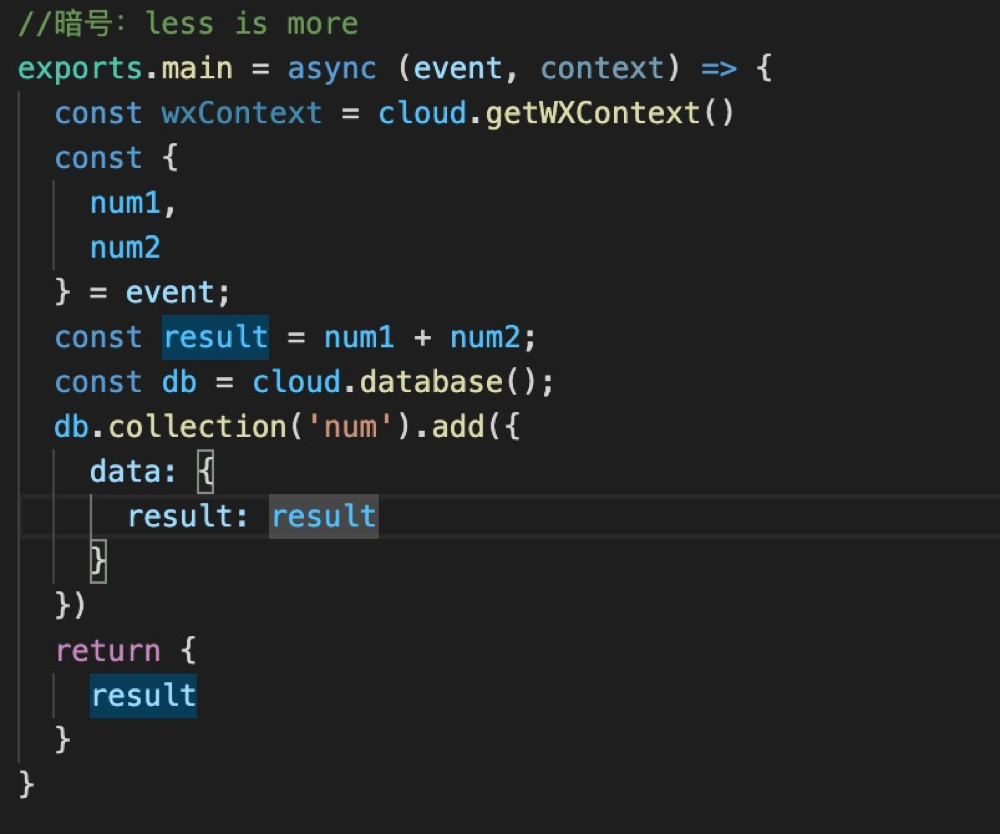 //暗号：less is more
exports.main = async (event, context) => {
  const wxContext = cloud.getWXContext()
  const {
    num1,
    num2
  } = event;
  const result = num1 + num2;
  const db = cloud.database();
  db.collection('num').add({
    data: {
      result: result
    }
  })
  return {
    result
  }
}